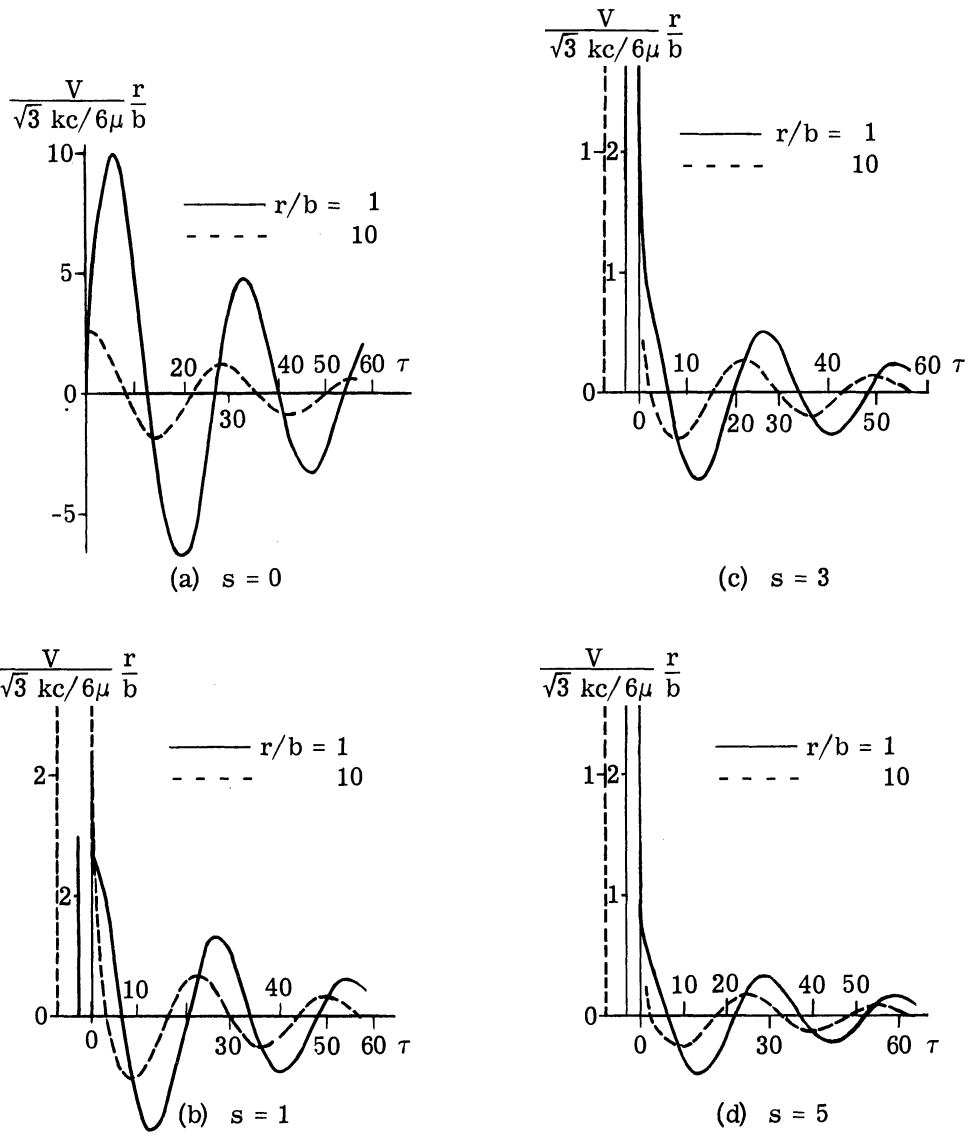 V r
√3 kc/6μ b
10
5
0
-5
r/b = 1
10
20 40 50 60 τ
30
(a) s = 0
V r
√3 kc/6μ b
1 2
1
0
r/b = 1
10
10 40 60 τ
0 20 30 50
(c) s = 3
V r
√3 kc/6μ b
2
2
0
r/b = 1
10
10 40
0 30 50 60 τ
(b) s = 1
V r
√3 kc/6μ b
1 2
1
0
r/b = 1
10
10 20 40 50
0 30 60 τ
(d) s = 5